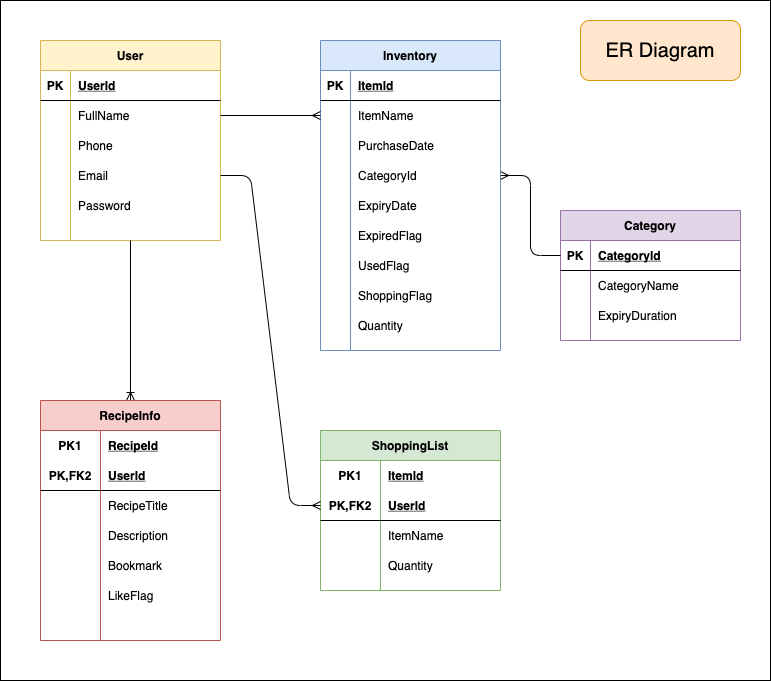 ER Diagram
User
PK UserId
FullName
Phone
Email
Password
Inventory
PK ItemId
ItemName
PurchaseDate
CategoryId
ExpiryDate
ExpiredFlag
UsedFlag
ShoppingFlag
Quantity
Category
PK CategoryId
CategoryName
ExpiryDuration
RecipeInfo
PK1 RecipeId
PK,FK2 UserId
RecipeTitle
Description
Bookmark
LikeFlag
ShoppingList
PK1 ItemId
PK,FK2 UserId
ItemName
Quantity